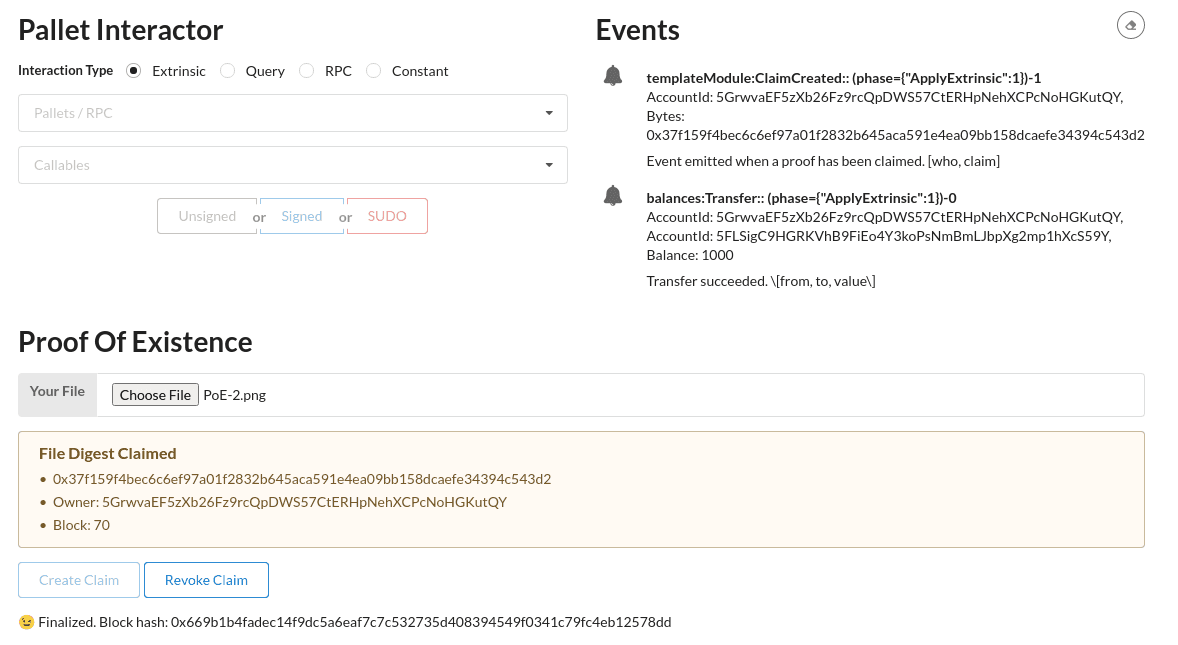 Pallet Interactor
Interaction Type Extrinsic Query RPC Constant
Pallets / RPC
Callables
Unsigned or Signed or SUDO
Events
templateModule:ClaimCreated:: (phase={"ApplyExtrinsic":1})-1
AccountId: 5GrwvaEF5zXb26Fz9rcQpDWS57CtERHpNehXCPcNoHGKutQY,
Bytes:
0x37f159f4bec6c6ef97a01f2832b645aca591e4ea09bb158dcaefe34394c543d2
Event emitted when a proof has been claimed. [who, claim]
balances:Transfer:: (phase={"ApplyExtrinsic":1})-0
AccountId: 5GrwvaEF5zXb26Fz9rcQpDWS57CtERHpNehXCPcNoHGKutQY,
AccountId: 5FLSigC9HGRKVhB9FiEo4Y3koPsNmBmLJbpXg2mp1hXcS59Y,
Balance: 1000
Transfer succeeded. \[from, to, value\]
Proof Of Existence
Your File Choose File PoE-2.png
File Digest Claimed
• 0x37f159f4bec6c6ef97a01f2832b645aca591e4ea09bb158dcaefe34394c543d2
• Owner: 5GrwvaEF5zXb26Fz9rcQpDWS57CtERHpNehXCPcNoHGKutQY
• Block: 70
Create Claim Revoke Claim
😉 Finalized. Block hash: 0x669b1b4fadec14f9dc5a6eaf7c7c532735d408394549f0341c79fc4eb12578dd